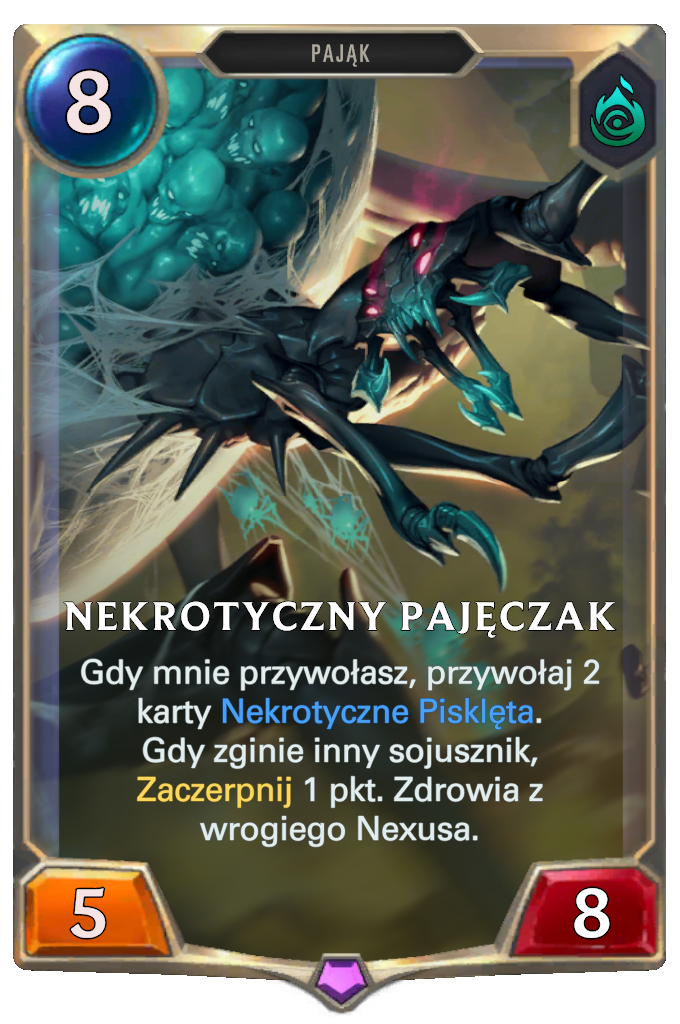 PAJĄK
8
NEKROTYCZNY PAJĘCZAK
Gdy mnie przywołasz, przywołaj 2
karty Nekrotyczne Pisklęta.
Gdy zginie inny sojusznik,
Zaczerpnij 1 pkt. Zdrowia z
wrogiego Nexusa.
5
8